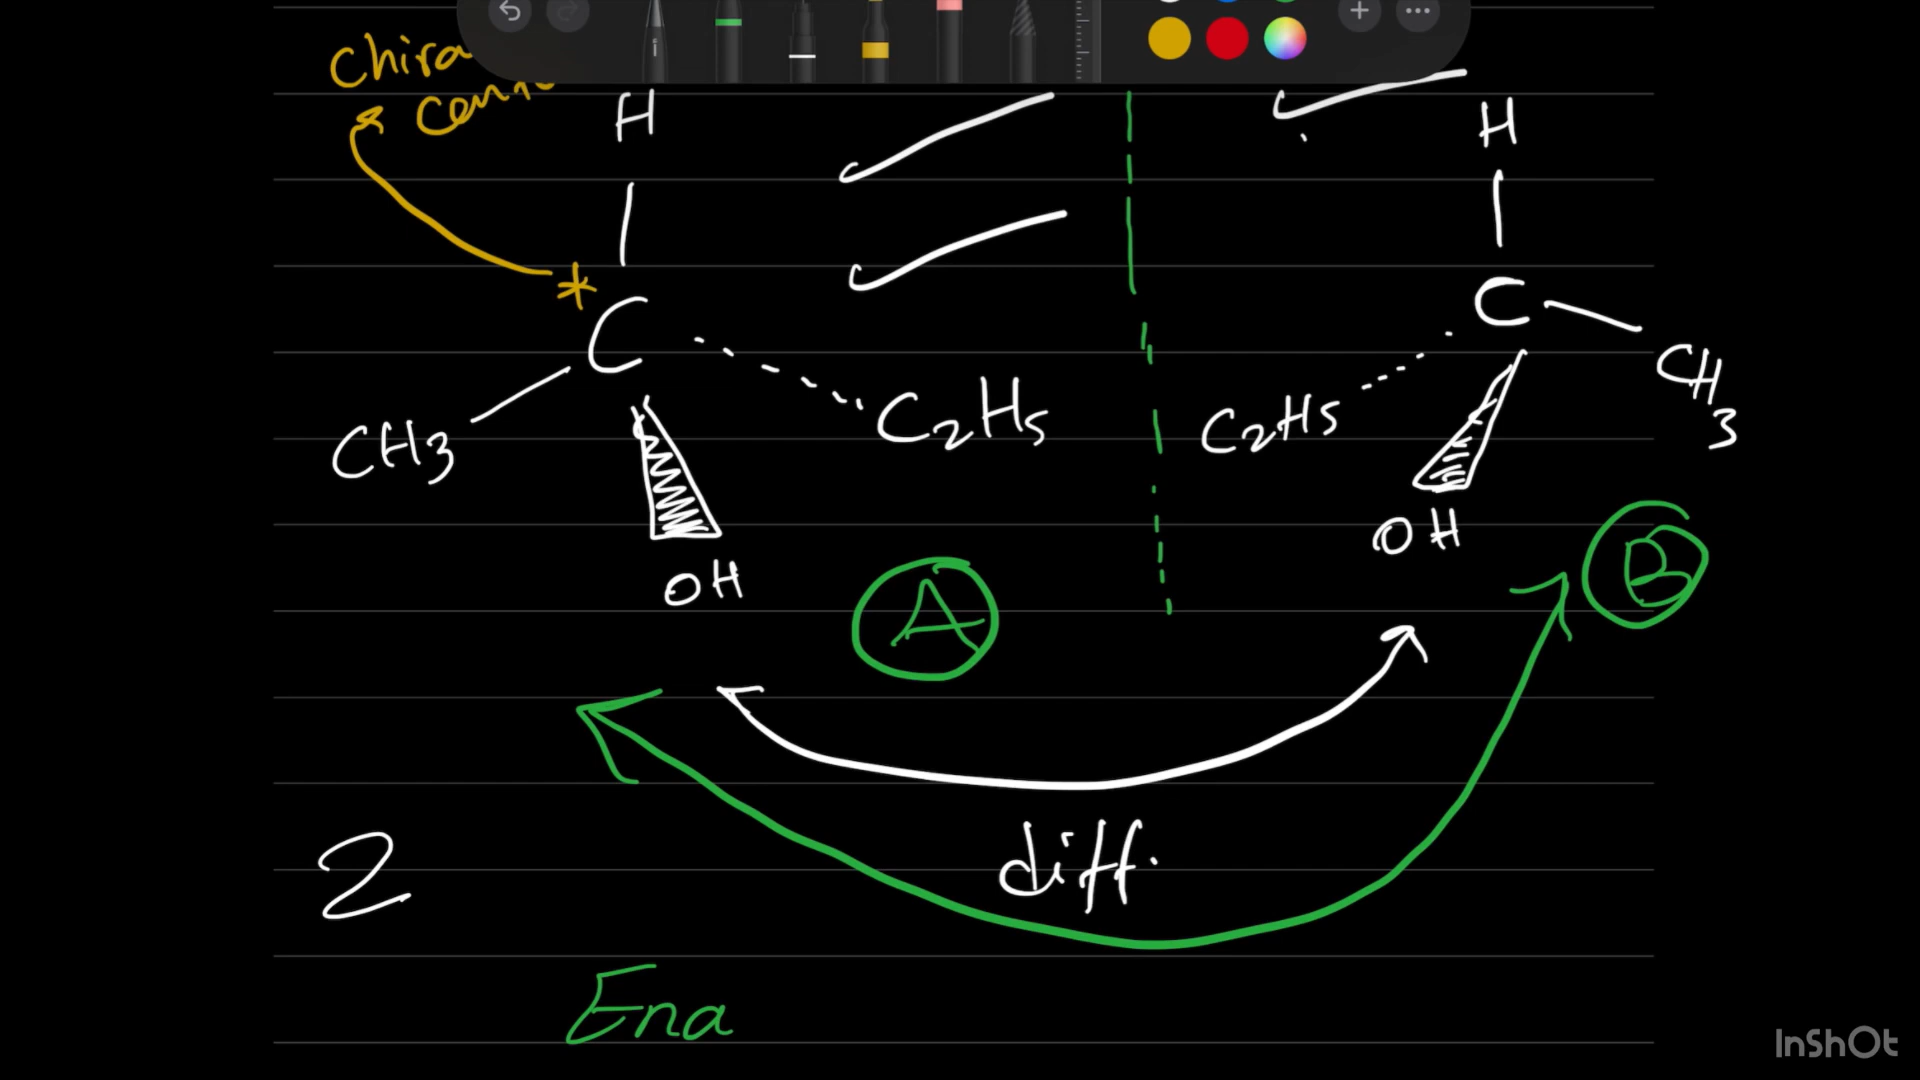 Chira
H H
*
C C
CH3 C2H5 C2H5 CH3
OH OH
A B
diff.
2
Ena
InShOt